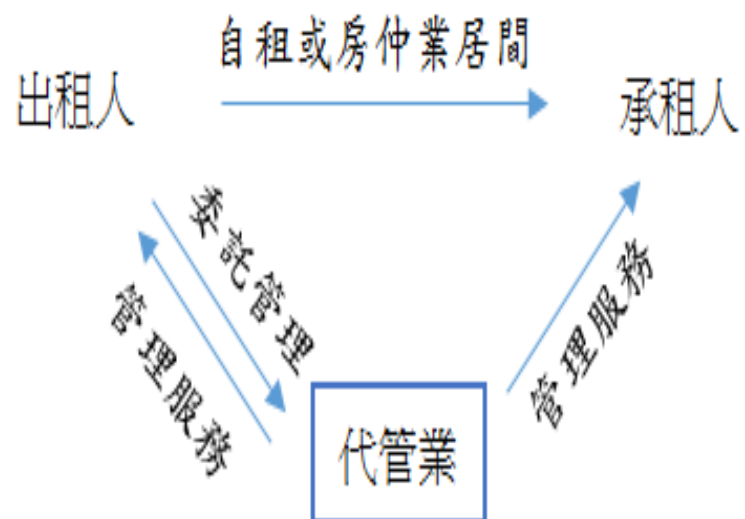 自租或房仲業居間
出租人
承租人
委託管理
管理服務
管理服務
代管業